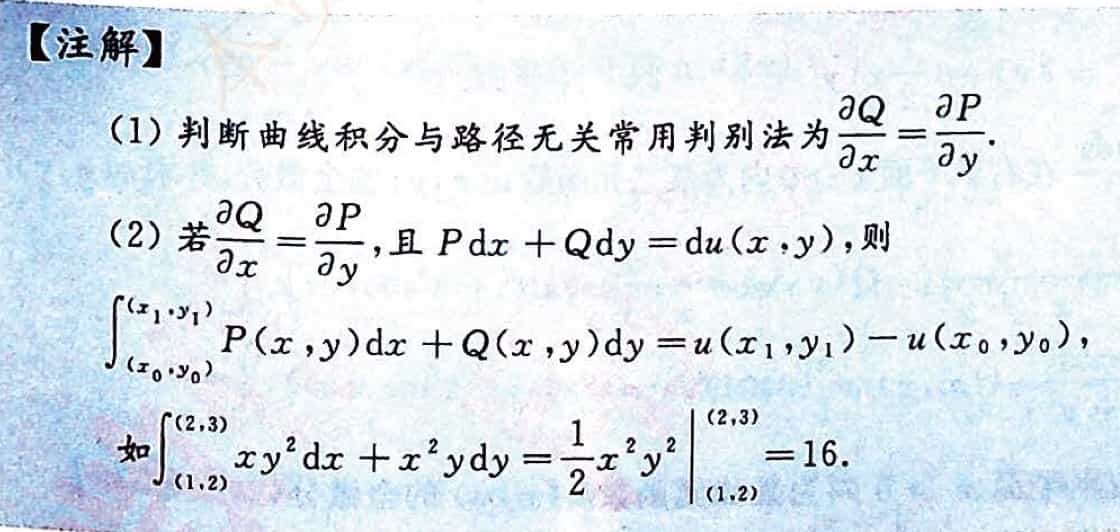 【注解】
(1) 判断曲线积分与路径无关常用判别法为 $\frac{\partial Q}{\partial x}=\frac{\partial P}{\partial y}$.
(2) 若 $\frac{\partial Q}{\partial x}=\frac{\partial P}{\partial y}$,且 $P\mathrm{d}x+Q\mathrm{d}y=\mathrm{d}u(x,y)$,则
$\int_{(x_0,y_0)}^{(x_1,y_1)}P(x,y)\mathrm{d}x+Q(x,y)\mathrm{d}y=u(x_1,y_1)-u(x_0,y_0)$,
如 $\int_{(1,2)}^{(2,3)}xy^2\mathrm{d}x+x^2y\mathrm{d}y=\frac{1}{2}x^2y^2\Big|_{(1,2)}^{(2,3)}=16$.